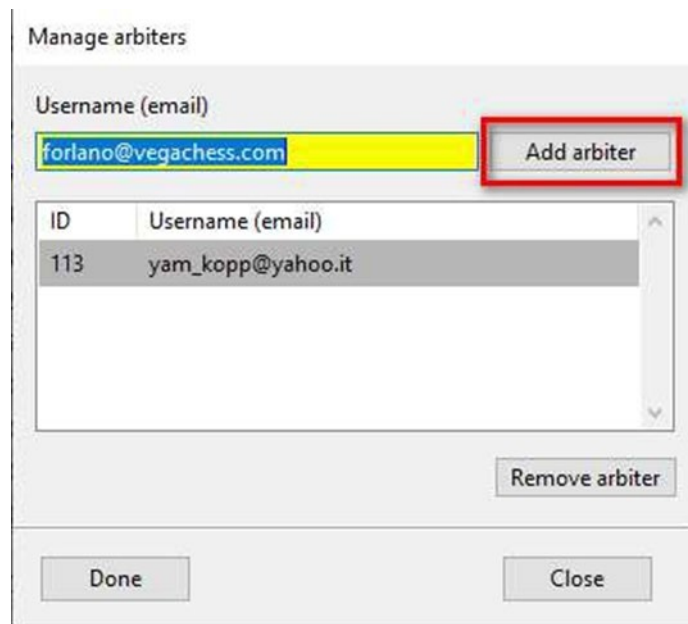 Manage arbiters
Username (email)
forlano@vegachess.com Add arbiter
ID Username (email)
113 yam_kopp@yahoo.it
Remove arbiter
Done Close